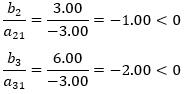 b₂/a₂₁ = 3.00/−3.00 = −1.00 < 0
b₃/a₃₁ = 6.00/−3.00 = −2.00 < 0